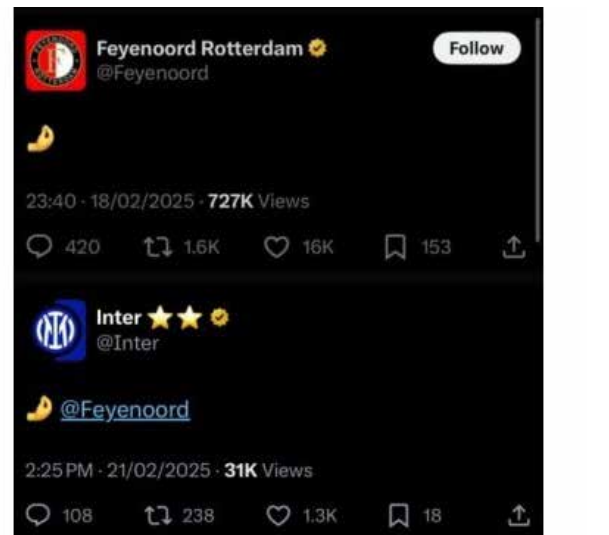 Feyenoord Rotterdam
Follow
@Feyenoord
🤌
23:40 · 18/02/2025 · 727K Views
420 1.6K 16K 153
Inter ⭐⭐
@Inter
🤌 @Feyenoord
2:25 PM · 21/02/2025 · 31K Views
108 238 1.3K 18